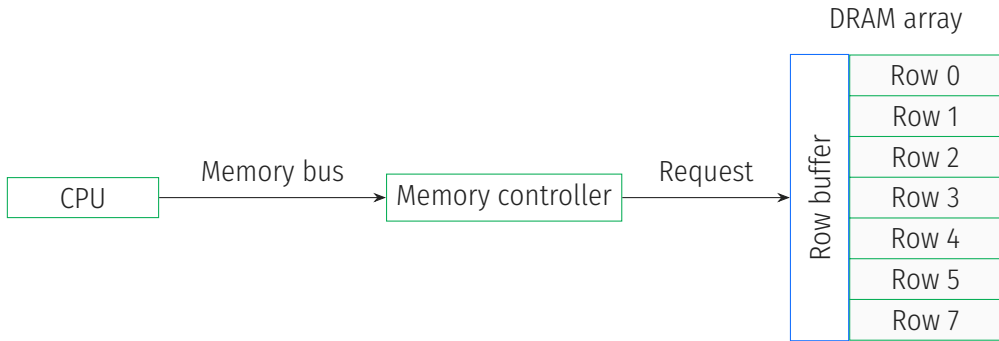 DRAM array
Row 0
Row 1
Row 2
Row 3
Row 4
Row 5
Row 7
Row buffer
Memory bus
Request
CPU
Memory controller